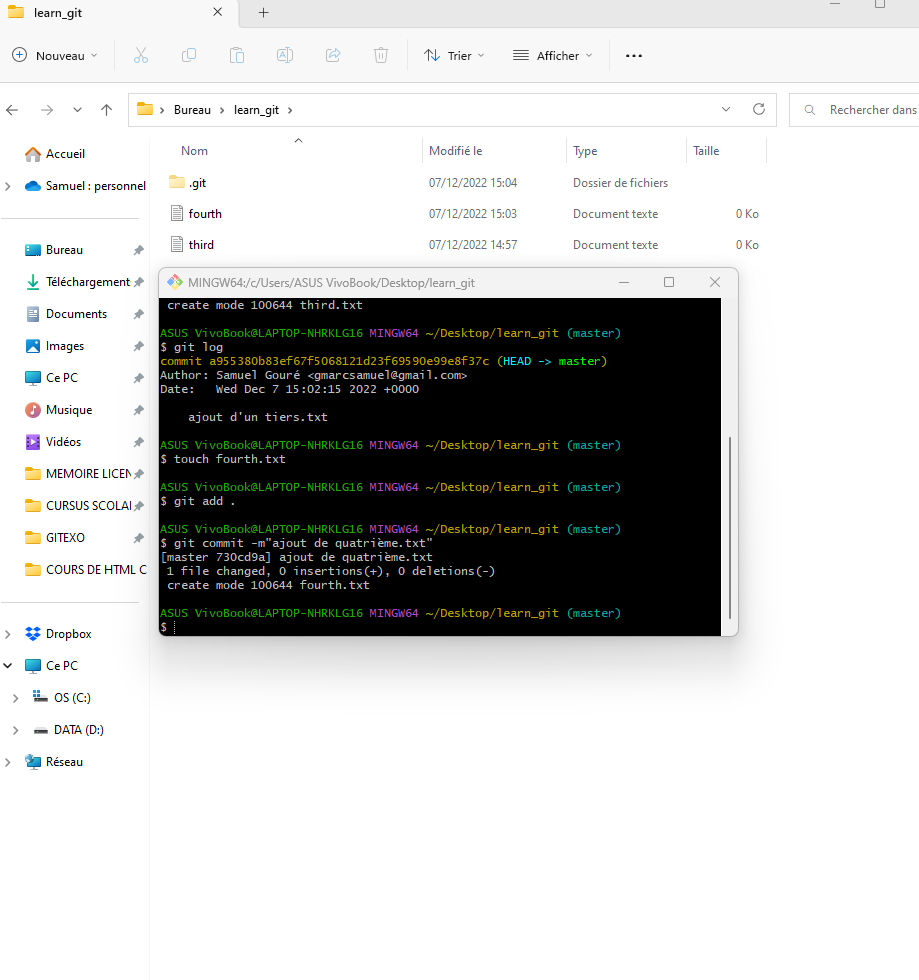 learn_git
Nouveau
Trier
Afficher
Bureau
learn_git
Rechercher dans
Nom
Modifié le
Type
Taille
.git
07/12/2022 15:04
Dossier de fichiers
fourth
07/12/2022 15:03
Document texte
0 Ko
third
07/12/2022 14:57
Document texte
0 Ko
Accueil
Samuel : personnel
Bureau
Téléchargement
Documents
Images
Ce PC
Musique
Vidéos
MEMOIRE LICEN
CURSUS SCOLAI
GITEXO
COURS DE HTML C
Dropbox
Ce PC
OS (C:)
DATA (D:)
Réseau
MINGW64:/c/Users/ASUS VivoBook/Desktop/learn_git
create mode 100644 third.txt
ASUS VivoBook@LAPTOP-NHRKLG16 MINGW64 ~/Desktop/learn_git (master)
$ git log
commit a955380b83ef67f5068121d23f69590e99e8f37c (HEAD -> master)
Author: Samuel Gouré <gmarcsamuel@gmail.com>
Date:   Wed Dec 7 15:02:15 2022 +0000
ajout d'un tiers.txt
ASUS VivoBook@LAPTOP-NHRKLG16 MINGW64 ~/Desktop/learn_git (master)
$ touch fourth.txt
ASUS VivoBook@LAPTOP-NHRKLG16 MINGW64 ~/Desktop/learn_git (master)
$ git add .
ASUS VivoBook@LAPTOP-NHRKLG16 MINGW64 ~/Desktop/learn_git (master)
$ git commit -m"ajout de quatrième.txt"
[master 730cd9a] ajout de quatrième.txt
1 file changed, 0 insertions(+), 0 deletions(-)
create mode 100644 fourth.txt
ASUS VivoBook@LAPTOP-NHRKLG16 MINGW64 ~/Desktop/learn_git (master)
$